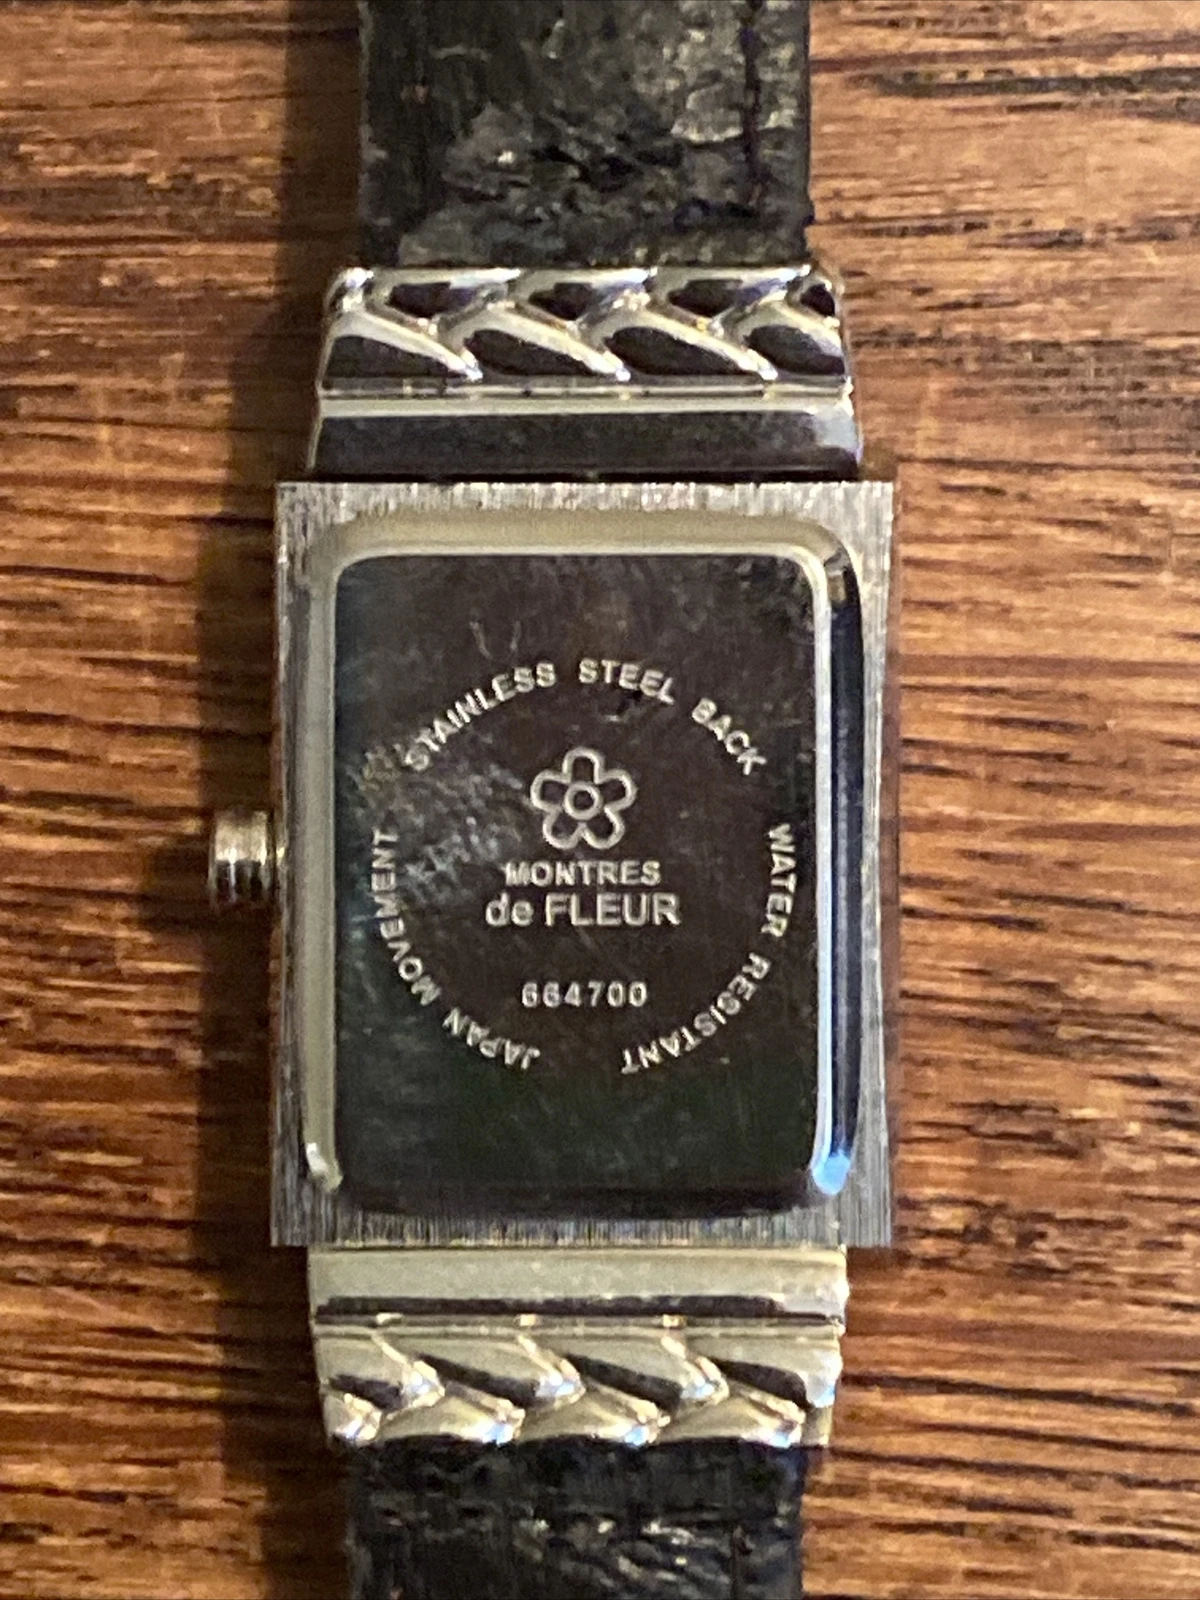 STAINLESS STEEL BACK
WATER RESISTANT
JAPAN MOVEMENT
MONTRES
de FLEUR
664700